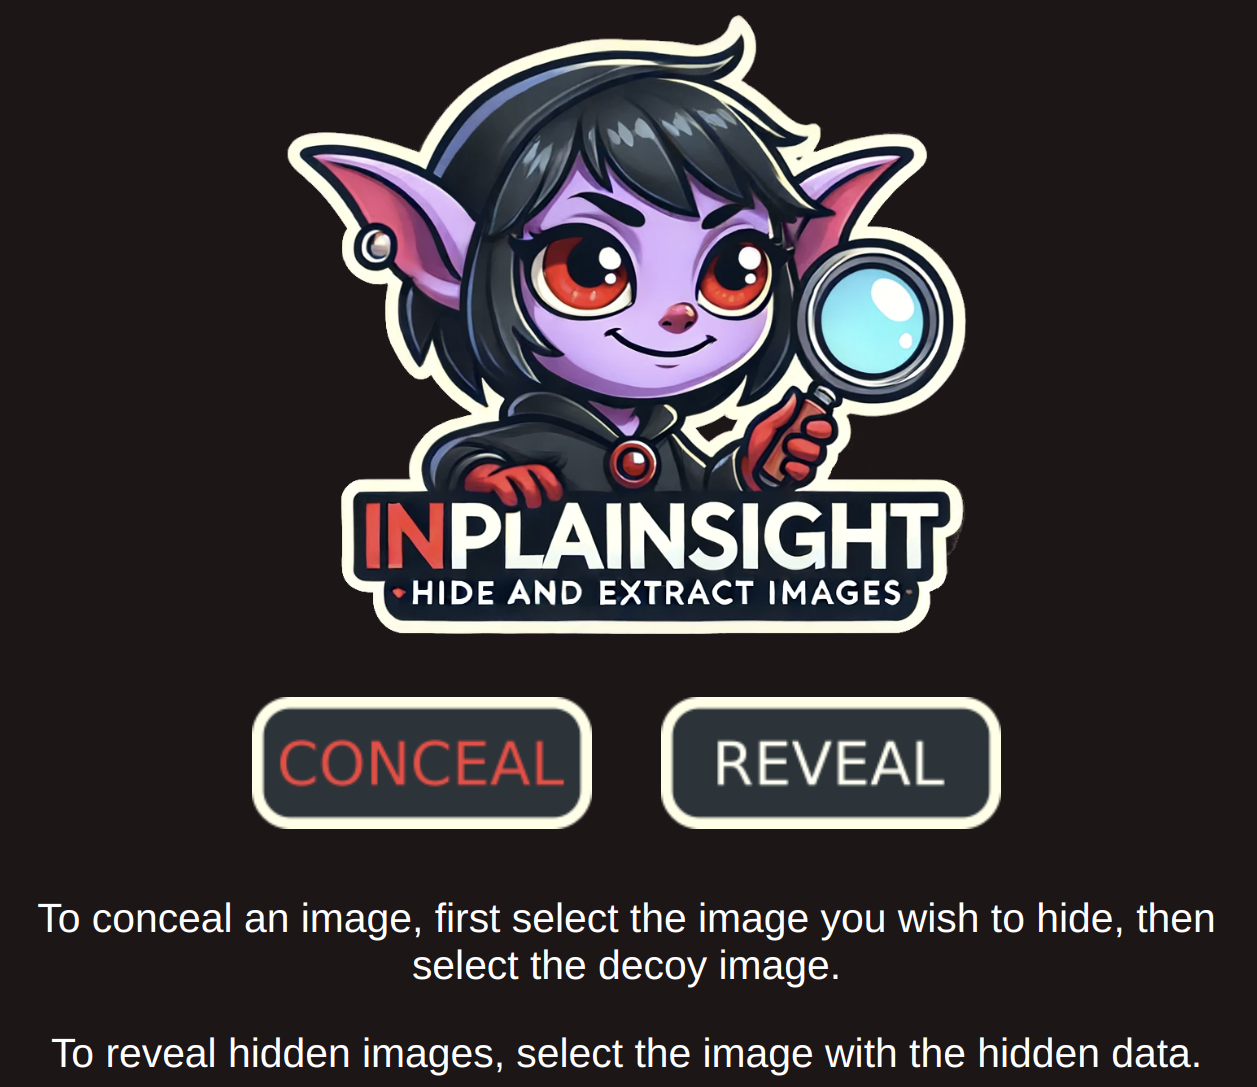 INPLAINSIGHT
HIDE AND EXTRACT IMAGES
CONCEAL
REVEAL
To conceal an image, first select the image you wish to hide, then
select the decoy image.
To reveal hidden images, select the image with the hidden data.